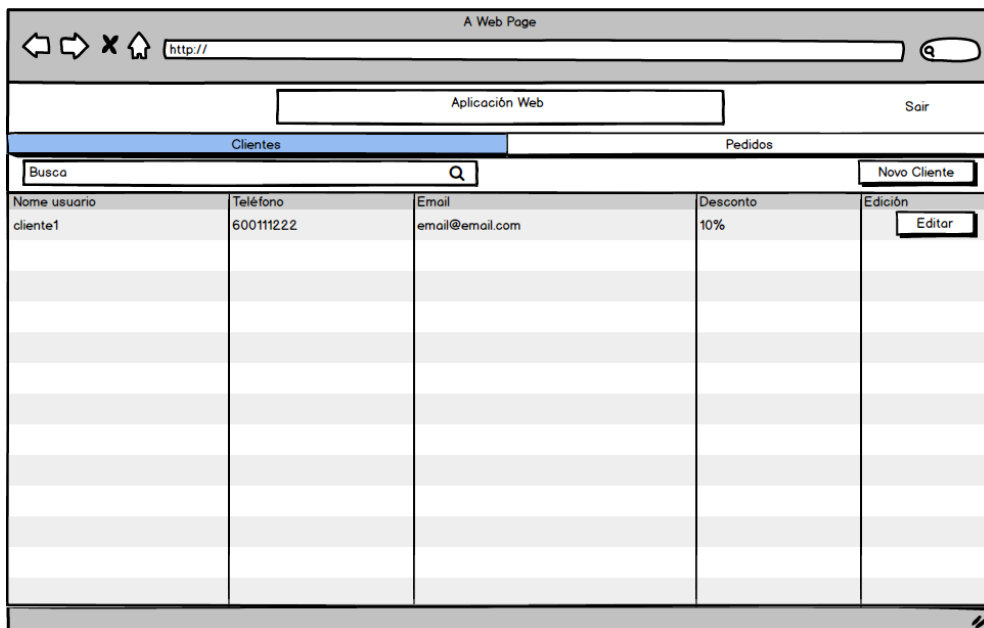 A Web Page
http://
Aplicación Web
Sair
Clientes Pedidos
Busca
Novo Cliente
Nome usuario Teléfono Email Desconto Edición
cliente1 600111222 email@email.com 10% Editar